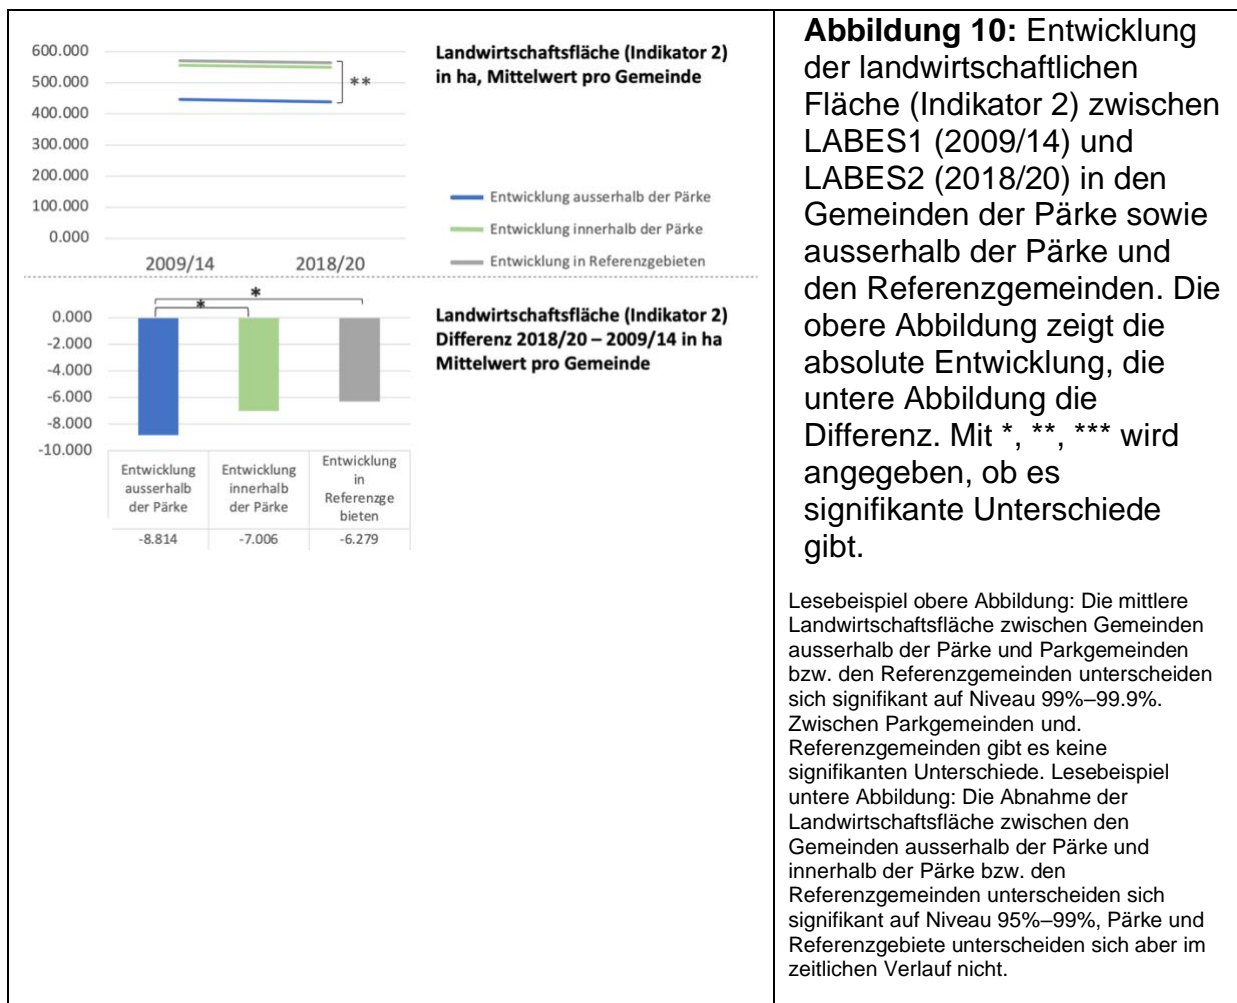 600.000
500.000
400.000
300.000
200.000
100.000
0.000
2009/14 2018/20
**
Landwirtschaftsfläche (Indikator 2)
in ha, Mittelwert pro Gemeinde
Entwicklung ausserhalb der Pärke
Entwicklung innerhalb der Pärke
Entwicklung in Referenzgebieten
*
*
0.000
-2.000
-4.000
-6.000
-8.000
-10.000
Landwirtschaftsfläche (Indikator 2)
Differenz 2018/20 – 2009/14 in ha
Mittelwert pro Gemeinde
Entwicklung
ausserhalb
der Pärke
Entwicklung
innerhalb
der Pärke
Entwicklung
in
Referenzge
bieten
-8.814 -7.006 -6.279
Abbildung 10: Entwicklung
der landwirtschaftlichen
Fläche (Indikator 2) zwischen
LABES1 (2009/14) und
LABES2 (2018/20) in den
Gemeinden der Pärke sowie
ausserhalb der Pärke und
den Referenzgemeinden. Die
obere Abbildung zeigt die
absolute Entwicklung, die
untere Abbildung die
Differenz. Mit *, **, *** wird
angegeben, ob es
signifikante Unterschiede
gibt.
Lesebeispiel obere Abbildung: Die mittlere
Landwirtschaftsfläche zwischen Gemeinden
ausserhalb der Pärke und Parkgemeinden
bzw. den Referenzgemeinden unterscheiden
sich signifikant auf Niveau 99%–99.9%.
Zwischen Parkgemeinden und.
Referenzgemeinden gibt es keine
signifikanten Unterschiede. Lesebeispiel
untere Abbildung: Die Abnahme der
Landwirtschaftsfläche zwischen den
Gemeinden ausserhalb der Pärke und
innerhalb der Pärke bzw. den
Referenzgemeinden unterscheiden sich
signifikant auf Niveau 95%–99%, Pärke und
Referenzgebiete unterscheiden sich aber im
zeitlichen Verlauf nicht.